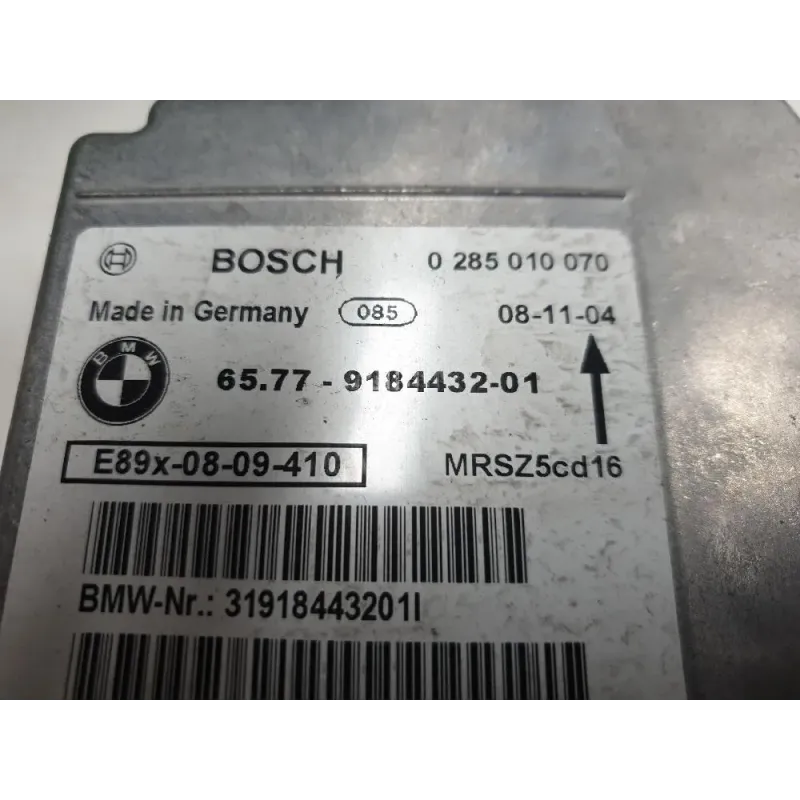 BOSCH 0 285 010 070
Made in Germany 085 08-11-04
BMW 65.77 - 9184432-01
E89x-08-09-410 MRSZ5cd16
BMW-Nr.: 31918443201I